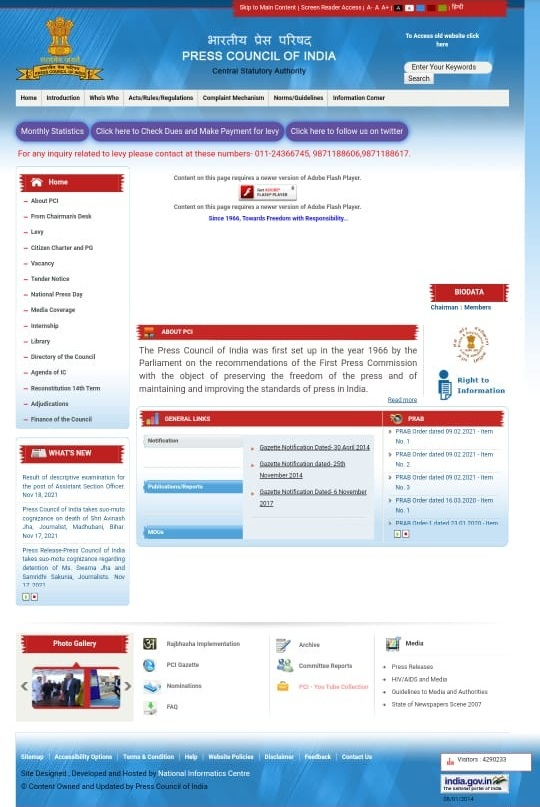 Skip to Main Content | Screen Reader Access | A- A A+ | A A | हिन्दी
भारतीय प्रेस परिषद
PRESS COUNCIL OF INDIA
Central Statutory Authority
PRESS COUNCIL OF INDIA
To Access old website click
here
Enter Your Keywords
Search
Home Introduction Who's Who Acts/Rules/Regulations Complaint Mechanism Norms/Guidelines Information Corner
Monthly Statistics Click here to Check Dues and Make Payment for levy Click here to follow us on twitter
For any inquiry related to levy please contact at these numbers- 011-24366745, 9871188606,9871188617.
Home
About PCI
From Chairman's Desk
Levy
Citizen Charter and PG
Vacancy
Tender Notice
National Press Day
Media Coverage
Internship
Library
Directory of the Council
Agenda of IC
Reconstitution 14th Term
Adjudications
Finance of the Council
Content on this page requires a newer version of Adobe Flash Player.
Get ADOBE
FLASH PLAYER
Content on this page requires a newer version of Adobe Flash Player.
Since 1966, Towards Freedom with Responsibility...
BIODATA
Chairman | Members
Right to
Information
ABOUT PCI
The Press Council of India was first set up in the year 1966 by the
Parliament on the recommendations of the First Press Commission
with the object of preserving the freedom of the press and of
maintaining and improving the standards of press in India.
Read more
GENERAL LINKS
Notification
Publications/Reports
MOUs
Gazette Notification Dated- 30 April 2014
Gazette Notification dated- 25th
November 2014
Gazette Notification Dated- 6 November
2017
PRAB
PRAB Order dated 09.02.2021 - Item
No. 1
PRAB Order dated 09.02.2021 - Item
No. 2
PRAB Order dated 09.02.2021 - Item
No. 3
PRAB Order dated 16.03.2020 - Item
No. 1
PRAB Order-1 dated 23.01.2020 - Item
WHAT'S NEW
Result of descriptive examination for
the post of Assistant Section Officer.
Nov 18, 2021
Press Council of India takes suo-motu
cognizance on death of Shri Avinash
Jha, Journalist, Madhubani, Bihar.
Nov 17, 2021
Press Release-Press Council of India
takes suo-motu cognizance regarding
detention of Ms. Swarna Jha and
Samridhi Sakunia, Journalists. Nov
17, 2021
Photo Gallery
Rajbhasha Implementation
PCI Gazette
Nominations
FAQ
Archive
Committee Reports
PCI - You Tube Collection
Media
Press Releases
HIV/AIDS and Media
Guidelines to Media and Authorities
State of Newspapers Scene 2007
Sitemap | Accessibility Options | Terms & Condition | Help | Website Policies | Disclaimer | Feedback | Contact Us
Site Designed , Developed and Hosted by National Informatics Centre
© Content Owned and Updated by Press Council of India
Visitors : 4290233
india.gov.in
The national portal of India
08/01/2014